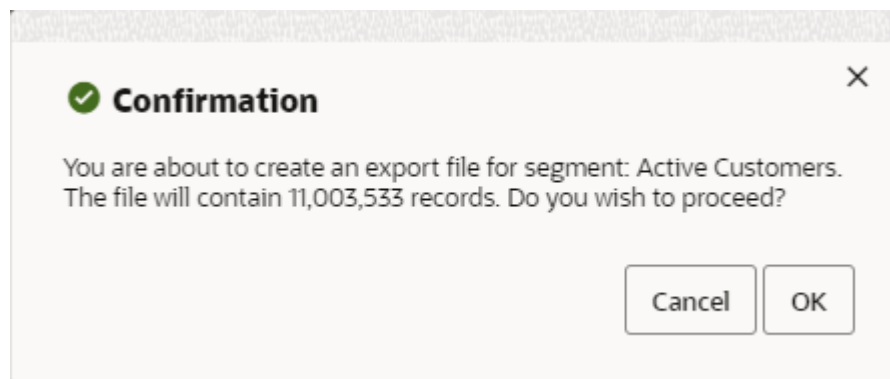 Confirmation
You are about to create an export file for segment: Active Customers.
The file will contain 11,003,533 records. Do you wish to proceed?
Cancel OK